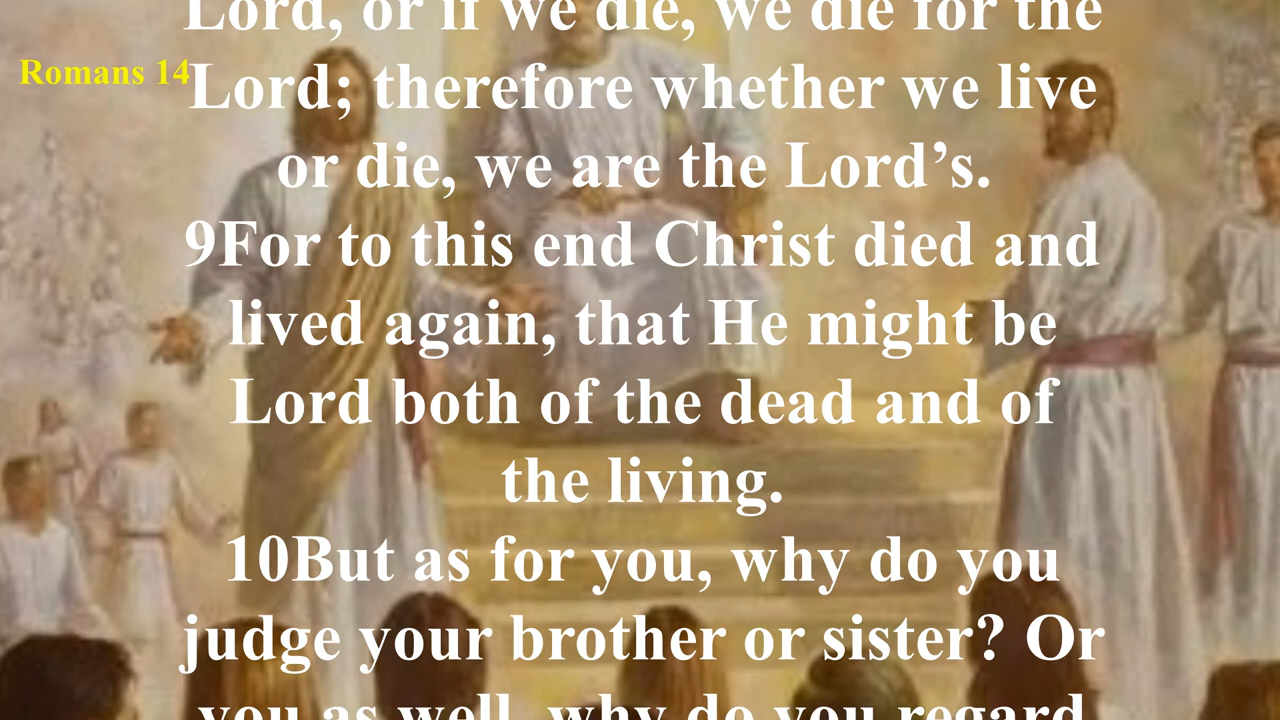 Lord, or if we die, we die for the
Romans 14
Lord; therefore whether we live
or die, we are the Lord’s.
9For to this end Christ died and
lived again, that He might be
Lord both of the dead and of
the living.
10But as for you, why do you
judge your brother or sister? Or
you as well, why do you regard